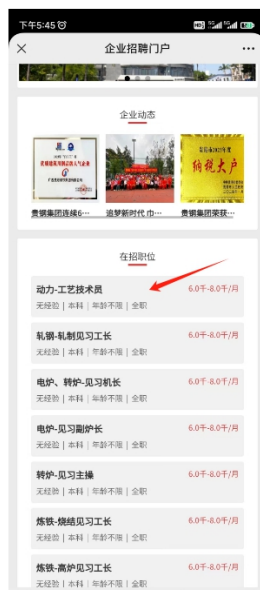 下午5:45
企业招聘门户
企业动态
纳税大户
贵钢集团连续6…
追梦新时代 巾…
贵钢集团荣获…
在招职位
动力-工艺技术员
6.0千-8.0千/月
无经验 | 本科 | 年龄不限 | 全职
轧钢-轧制见习工长
6.0千-8.0千/月
无经验 | 本科 | 年龄不限 | 全职
电炉、转炉-见习机长
6.0千-8.0千/月
无经验 | 本科 | 年龄不限 | 全职
电炉-见习副炉长
6.0千-8.0千/月
无经验 | 本科 | 年龄不限 | 全职
转炉-见习主操
6.0千-8.0千/月
无经验 | 本科 | 年龄不限 | 全职
炼铁-烧结见习工长
6.0千-8.0千/月
无经验 | 本科 | 年龄不限 | 全职
炼铁-高炉见习工长
6.0千-8.0千/月
无经验 | 本科 | 年龄不限 | 全职